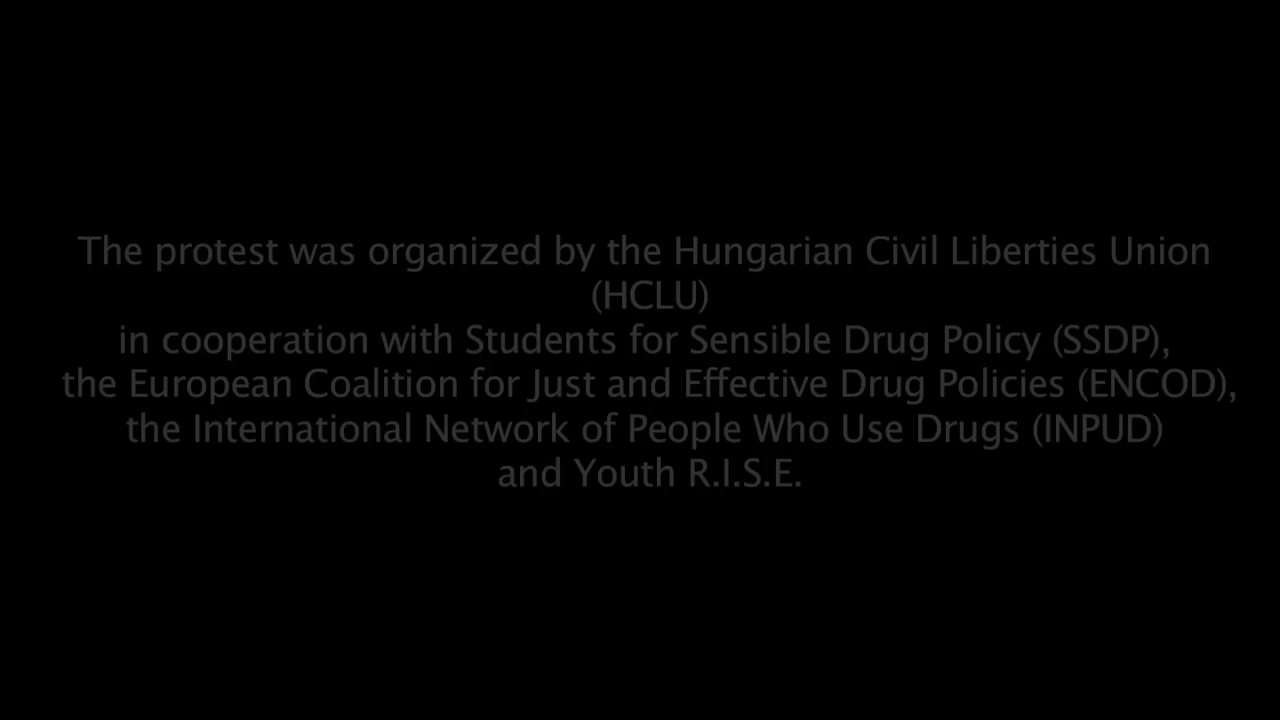 The protest was organized by the Hungarian Civil Liberties Union
(HCLU)
in cooperation with Students for Sensible Drug Policy (SSDP),
the European Coalition for Just and Effective Drug Policies (ENCOD),
the International Network of People Who Use Drugs (INPUD)
and Youth R.I.S.E.